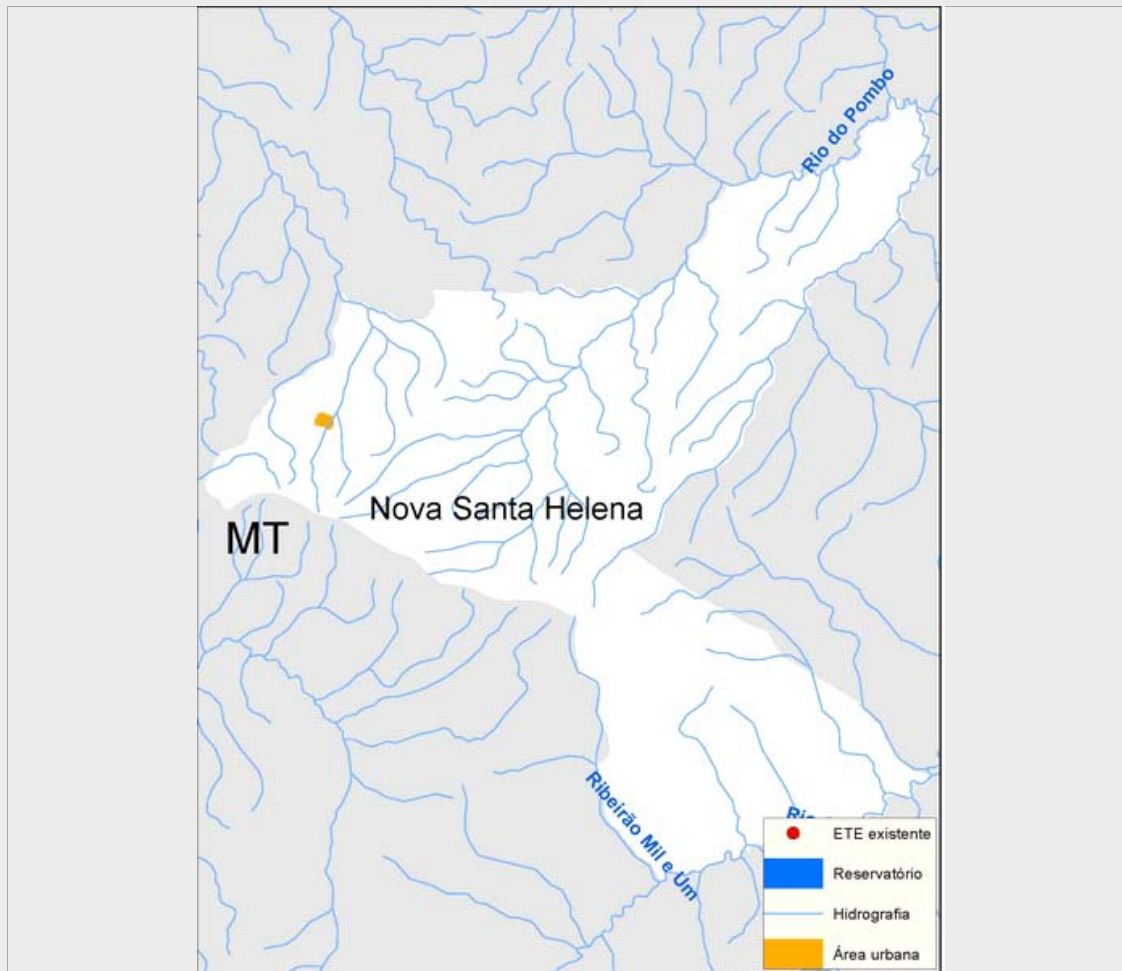 Rio do Pombo
Nova Santa Helena
MT
Ribeirão Mil e Um
ETE existente
Reservatório
Hidrografia
Área urbana